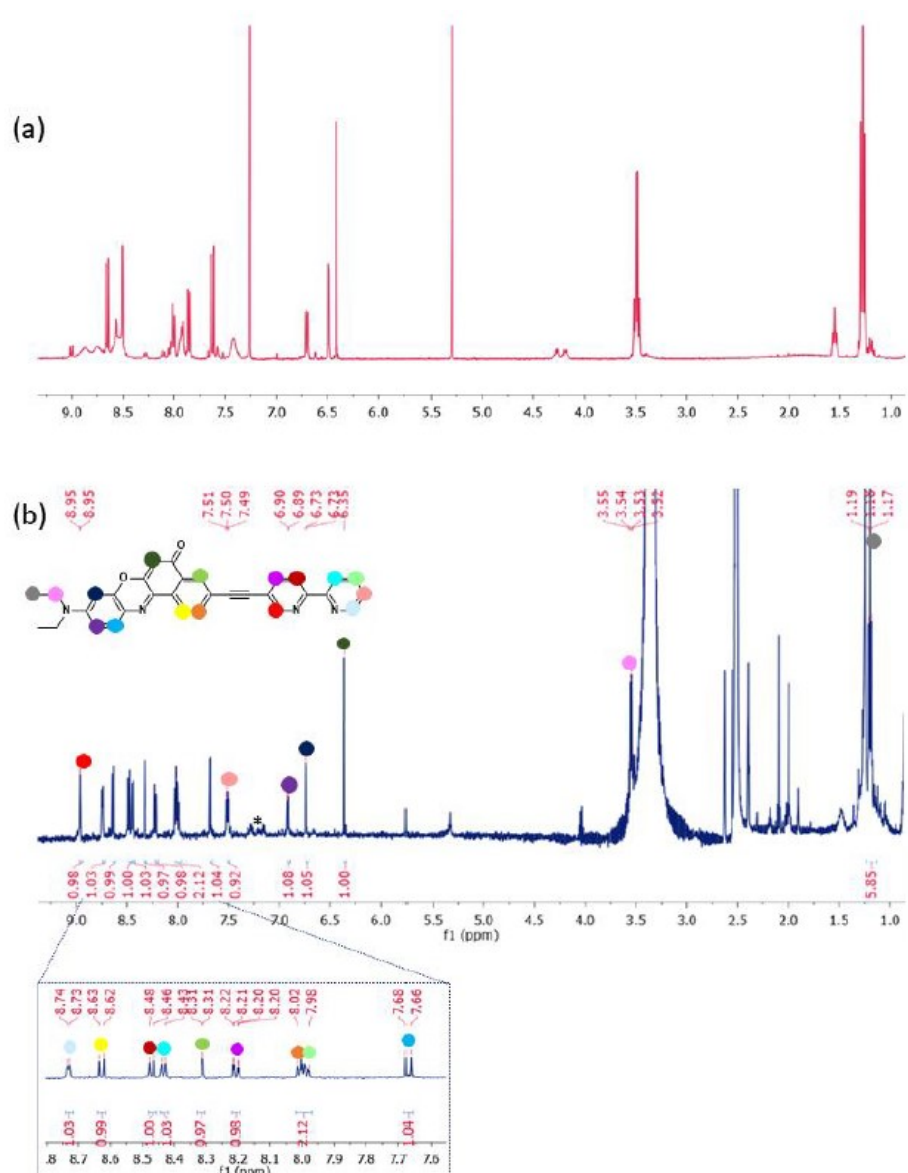 (a)
9.0 8.5 8.0 7.5 7.0 6.5 6.0 5.5 5.0 4.5 4.0 3.5 3.0 2.5 2.0 1.5 1.0
(b)
8.95 8.95 7.51 7.50 7.49 6.90 6.89 6.73 6.73 6.35 3.55 3.54 3.53 3.52 1.19 1.18 1.17
O
O
N
N
N
N
*
0.98 1.03 0.99 1.00 1.03 0.97 0.98 2.12 1.04 0.92 1.08 1.05 1.00 5.85
9.0 8.5 8.0 7.5 7.0 6.5 6.0 5.5 5.0 4.5 4.0 3.5 3.0 2.5 2.0 1.5 1.0
f1 (ppm)
8.74 8.73 8.63 8.62 8.48 8.46 8.43 8.31 8.31 8.22 8.21 8.20 8.20 8.02 7.98 7.68 7.66
1.03 0.99 1.00 1.03 0.97 0.98 2.12 1.04
.8 8.7 8.6 8.5 8.4 8.3 8.2 8.1 8.0 7.9 7.8 7.7 7.6
f1 (ppm)